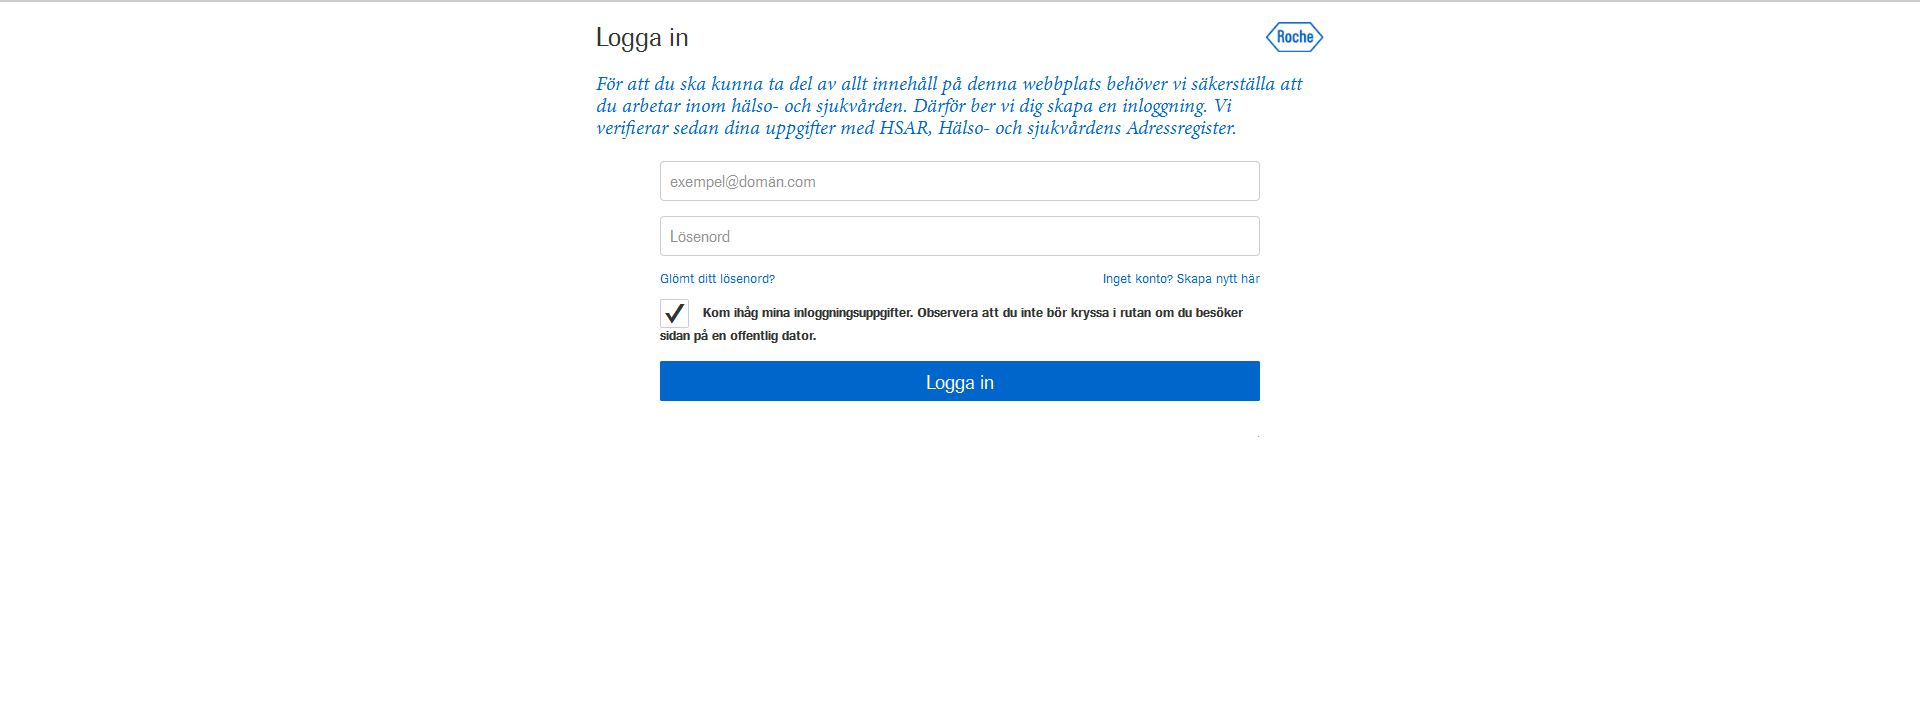 Logga in
Roche
För att du ska kunna ta del av allt innehåll på denna webbplats behöver vi säkerställa att
du arbetar inom hälso- och sjukvården. Därför ber vi dig skapa en inloggning. Vi
verifierar sedan dina uppgifter med HSAR, Hälso- och sjukvårdens Adressregister.
exempel@domän.com
Lösenord
Glömt ditt lösenord?
Inget konto? Skapa nytt här
Kom ihåg mina inloggningsuppgifter. Observera att du inte bör kryssa i rutan om du besöker
sidan på en offentlig dator.
Logga in
.